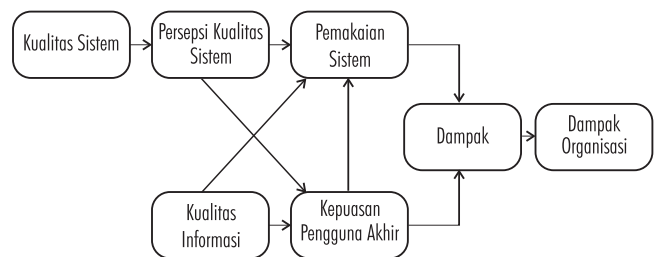 Kualitas Sistem
Persepsi Kualitas
Sistem
Pemakaian
Sistem
Dampak
Dampak
Organisasi
Kualitas
Informasi
Kepuasan
Pengguna Akhir